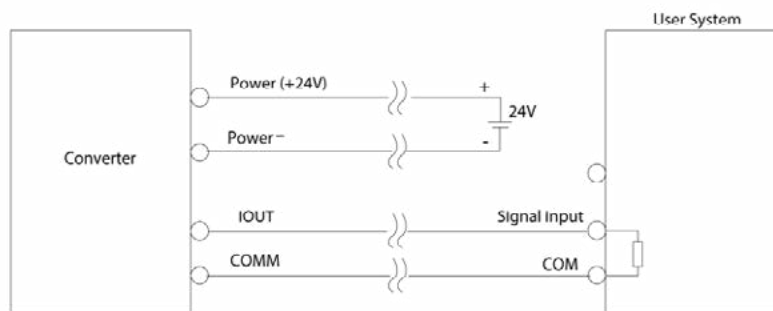 User System
Power (+24V)
+
24V
Power−
-
Converter
IOUT
Signal Input
COMM
COM